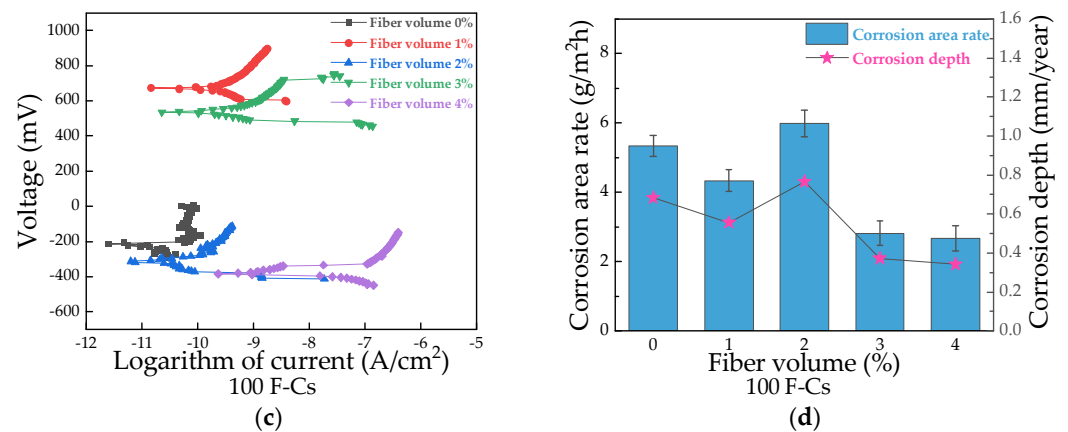 Fiber volume 0%
Fiber volume 1%
Fiber volume 2%
Fiber volume 3%
Fiber volume 4%
1000
800
600
400
200
0
-200
-400
-600
Voltage (mV)
-12 -11 -10 -9 -8 -7 -6 -5
Logarithm of current (A/cm²)
100 F-Cs
(c)
Corrosion area rate
Corrosion depth
8
6
4
2
0
Corrosion area rate (g/m²h)
1.6
1.4
1.2
1.0
0.8
0.6
0.4
0.2
0.0
Corrosion depth (mm/year)
0 1 2 3 4
Fiber volume (%)
100 F-Cs
(d)